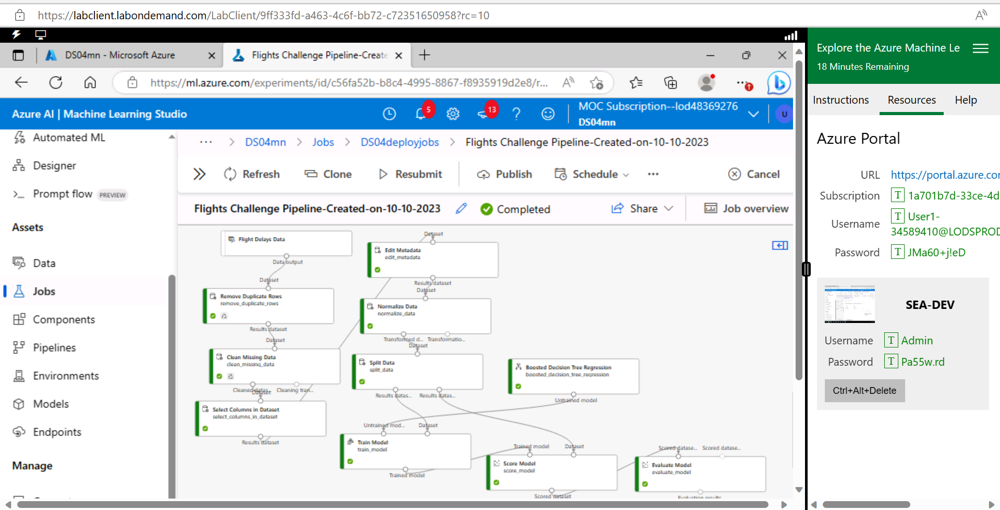 https://labclient.labondemand.com/LabClient/9ff333fd-a463-4c6f-bb72-c72351650958?rc=10
DS04mn - Microsoft Azure
Flights Challenge Pipeline-Create
https://ml.azure.com/experiments/id/c56fa52b-b8c4-4995-8867-f8935919d2e8/r...
Azure AI | Machine Learning Studio
5
13
MOC Subscription--lod48369276
DS04mn
U
Automated ML
Designer
Prompt flow PREVIEW
Assets
Data
Jobs
Components
Pipelines
Environments
Models
Endpoints
Manage
... > DS04mn > Jobs > DS04deployjobs > Flights Challenge Pipeline-Created-on-10-10-2023
Refresh
Clone
Resubmit
Publish
Schedule
...
Cancel
Flights Challenge Pipeline-Created-on-10-10-2023
Completed
Share
Job overview
Flight Delays Data
Data output
Dataset
Remove Duplicate Rows
remove_duplicate_rows
Results dataset
Dataset
Clean Missing Data
clean_missing_data
Cleaned datas...
Cleaning tran...
Dataset
Select Columns in Dataset
select_columns_in_dataset
Results dataset
Dataset
Edit Metadata
edit_metadata
Results dataset
Dataset
Normalize Data
normalize_data
Transformed d...
Transformatio...
Dataset
Split Data
split_data
Results datas...
Results datas...
Boosted Decision Tree Regression
boosted_decision_tree_regression
Untrained model
Untrained mod...
Dataset
Train Model
train_model
Trained model
Trained model
Dataset
Score Model
score_model
Scored dataset
Scored datase...
Scored datase...
Evaluate Model
evaluate_model
Evaluation results
Explore the Azure Machine Le
18 Minutes Remaining
Instructions
Resources
Help
Azure Portal
URL https://portal.azure.co
Subscription T 1a701b7d-33ce-4d
Username T User1-
34589410@LODSPROD
Password T JMa60+j!eD
SEA-DEV
Username T Admin
Password T Pa55w.rd
Ctrl+Alt+Delete